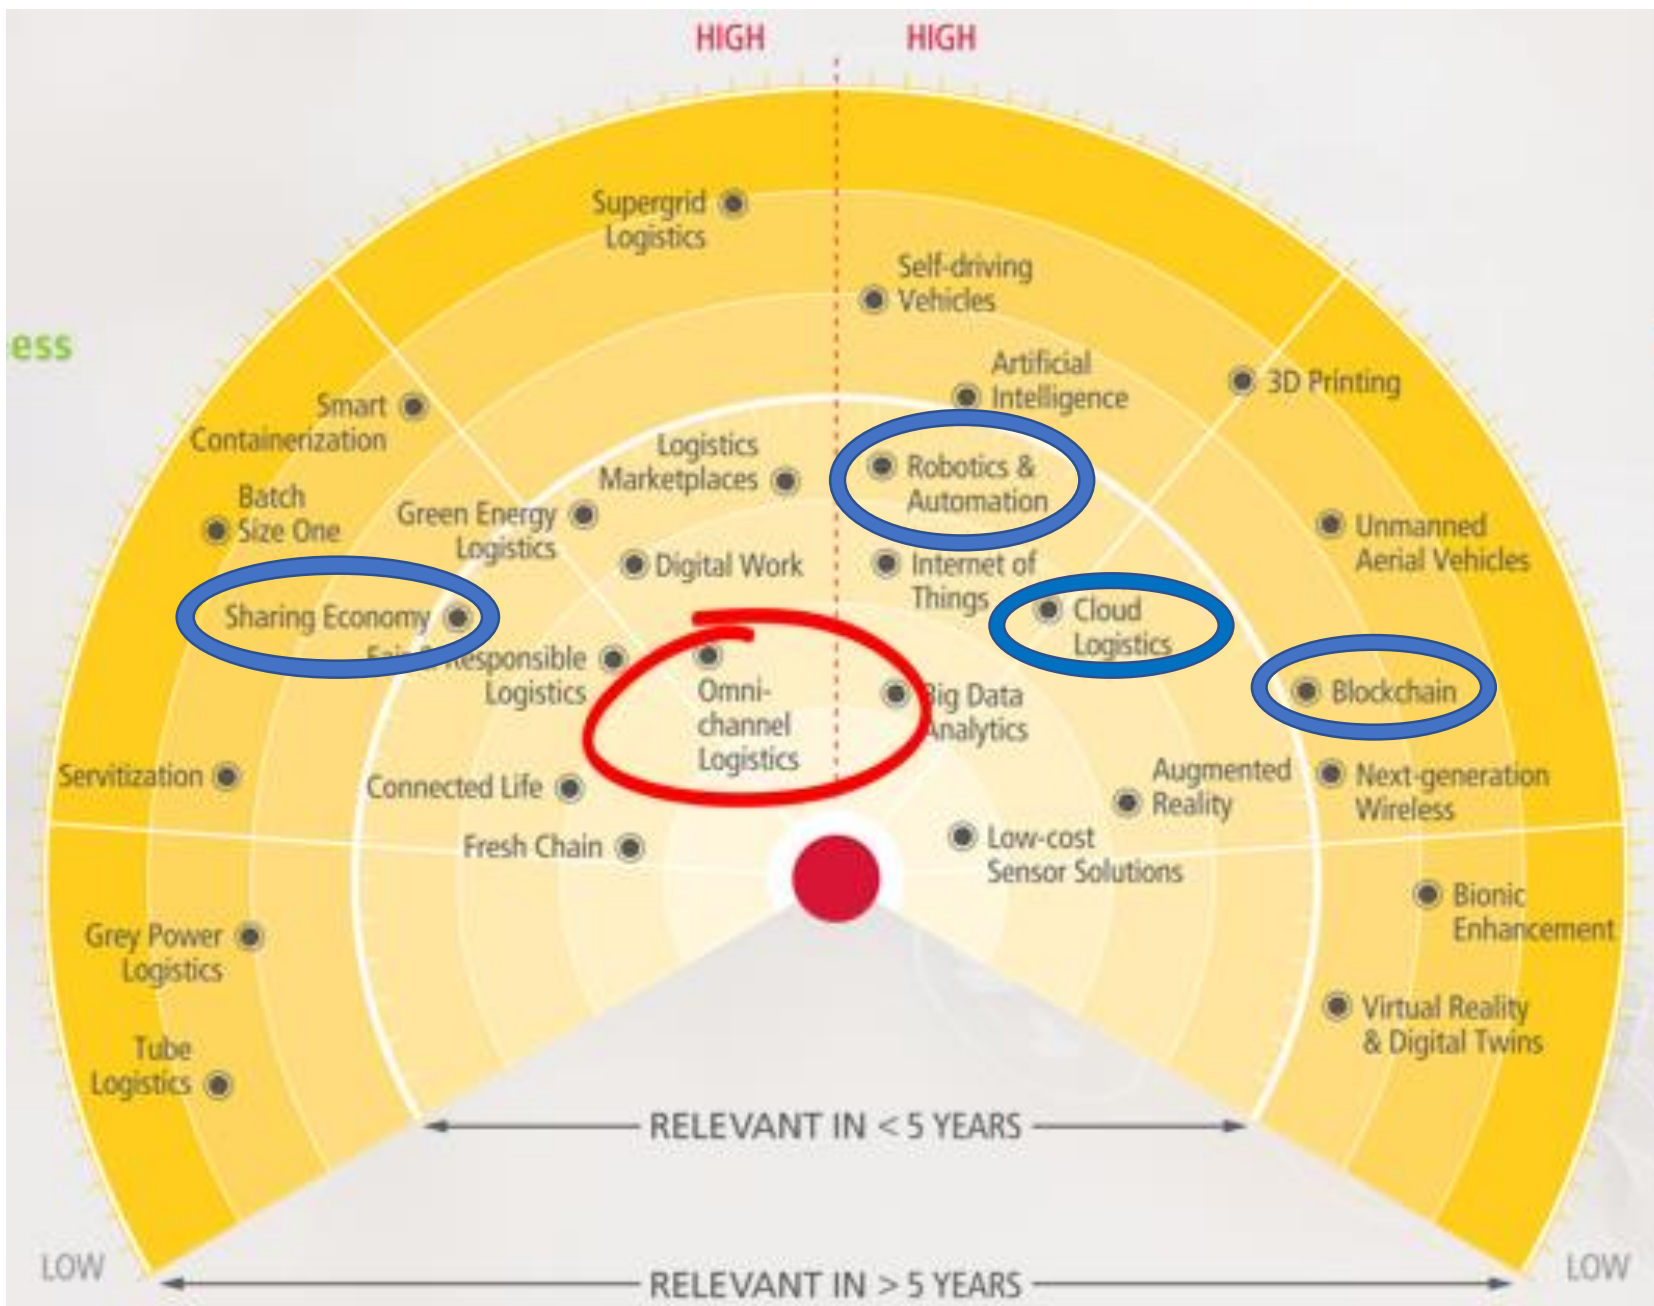 HIGH
HIGH
Supergrid
Logistics
Self-driving
Vehicles
ess
Artificial
Intelligence
3D Printing
Smart
Containerization
Logistics
Marketplaces
Robotics &
Automation
Batch
Size One
Green Energy
Logistics
Unmanned
Aerial Vehicles
Digital Work
Internet of
Things
Sharing Economy
Cloud
Logistics
Fair & Responsible
Logistics
Omni-
channel
Logistics
Big Data
Analytics
Blockchain
Servitization
Connected Life
Augmented
Reality
Next-generation
Wireless
Fresh Chain
Low-cost
Sensor Solutions
Bionic
Enhancement
Grey Power
Logistics
Virtual Reality
& Digital Twins
Tube
Logistics
RELEVANT IN < 5 YEARS
LOW
LOW
RELEVANT IN > 5 YEARS